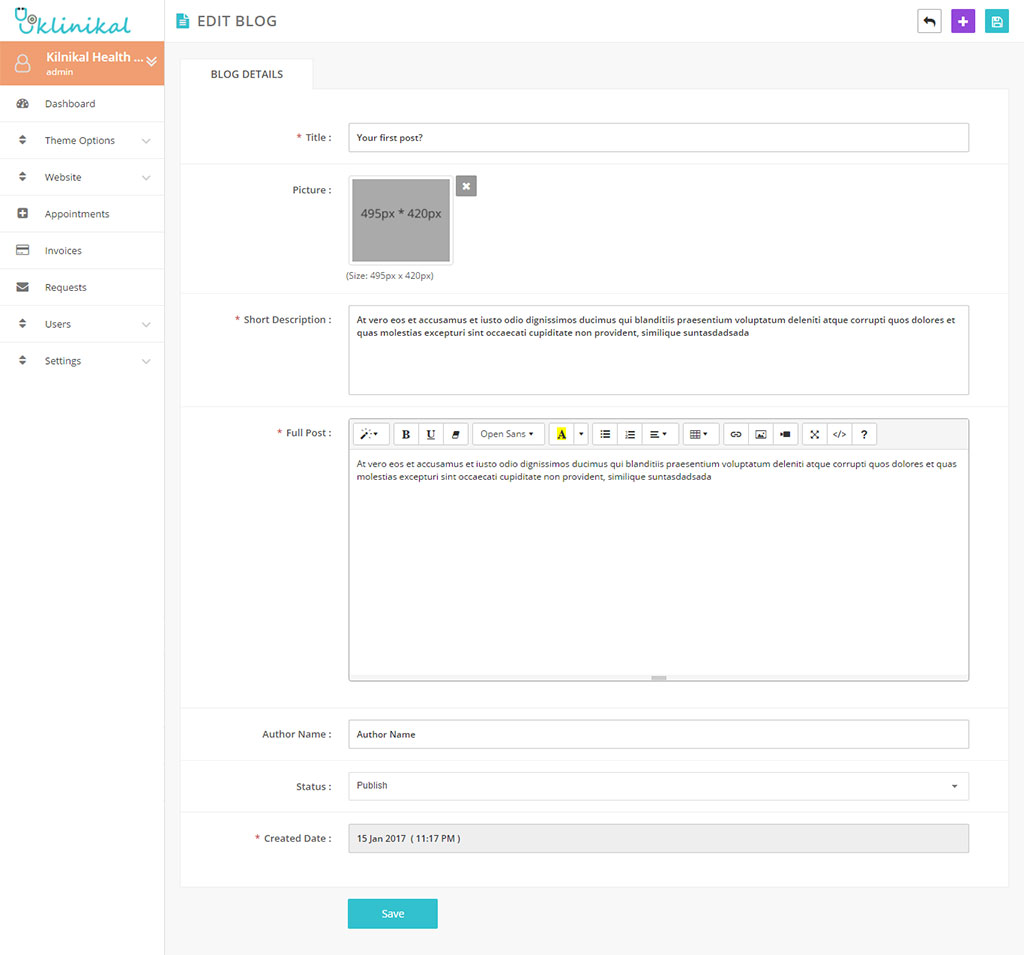 klinikal
EDIT BLOG
Kilnikal Health ...
admin
Dashboard
Theme Options
Website
Appointments
Invoices
Requests
Users
Settings
BLOG DETAILS
* Title :
Your first post?
Picture :
495px * 420px
(Size: 495px x 420px)
* Short Description :
At vero eos et accusamus et iusto odio dignissimos ducimus qui blanditiis praesentium voluptatum deleniti atque corrupti quos dolores et
quas molestias excepturi sint occaecati cupiditate non provident, similique suntasdadsada
* Full Post :
B U Open Sans A </> ?
At vero eos et accusamus et iusto odio dignissimos ducimus qui blanditiis praesentium voluptatum deleniti atque corrupti quos dolores et quas
molestias excepturi sint occaecati cupiditate non provident, similique suntasdadsada
Author Name :
Author Name
Status :
Publish
* Created Date :
15 Jan 2017 ( 11:17 PM )
Save